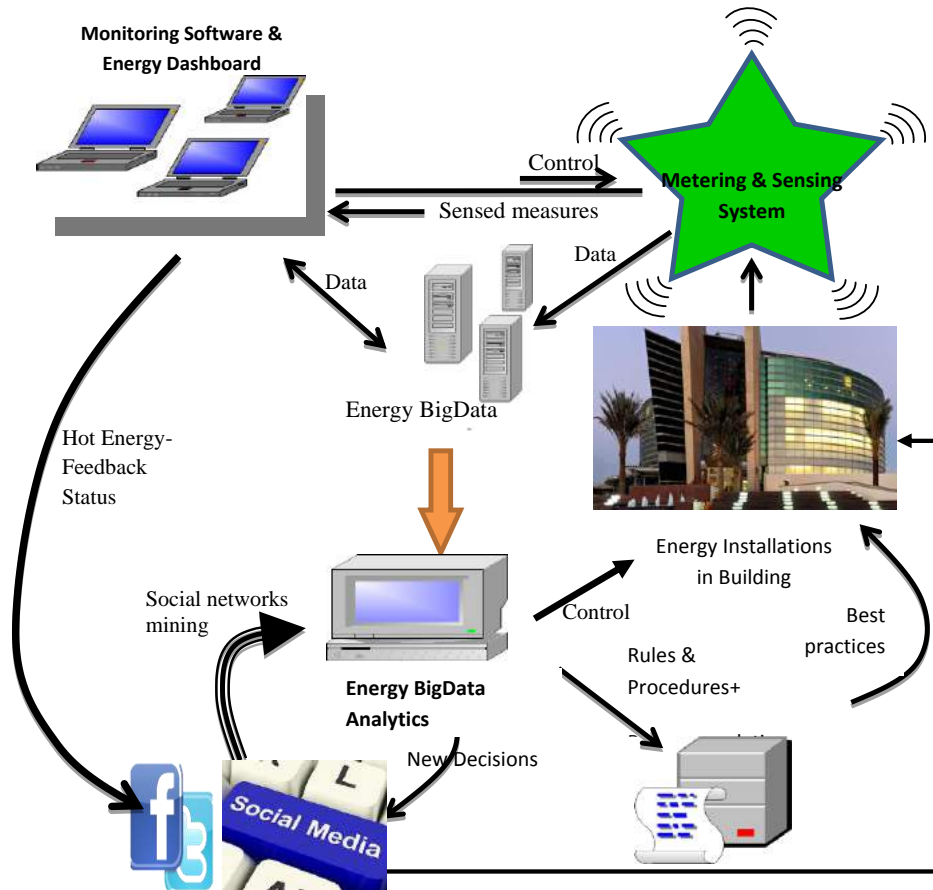 Monitoring Software &
Energy Dashboard
Control
Metering & Sensing
System
Sensed measures
Data
Data
Energy BigData
Hot Energy-
Feedback
Status
Energy Installations
in Building
Social networks
mining
Control
Best
practices
Rules &
Procedures+
Energy BigData
Analytics
New Decisions
L
Social Media
f
t
A